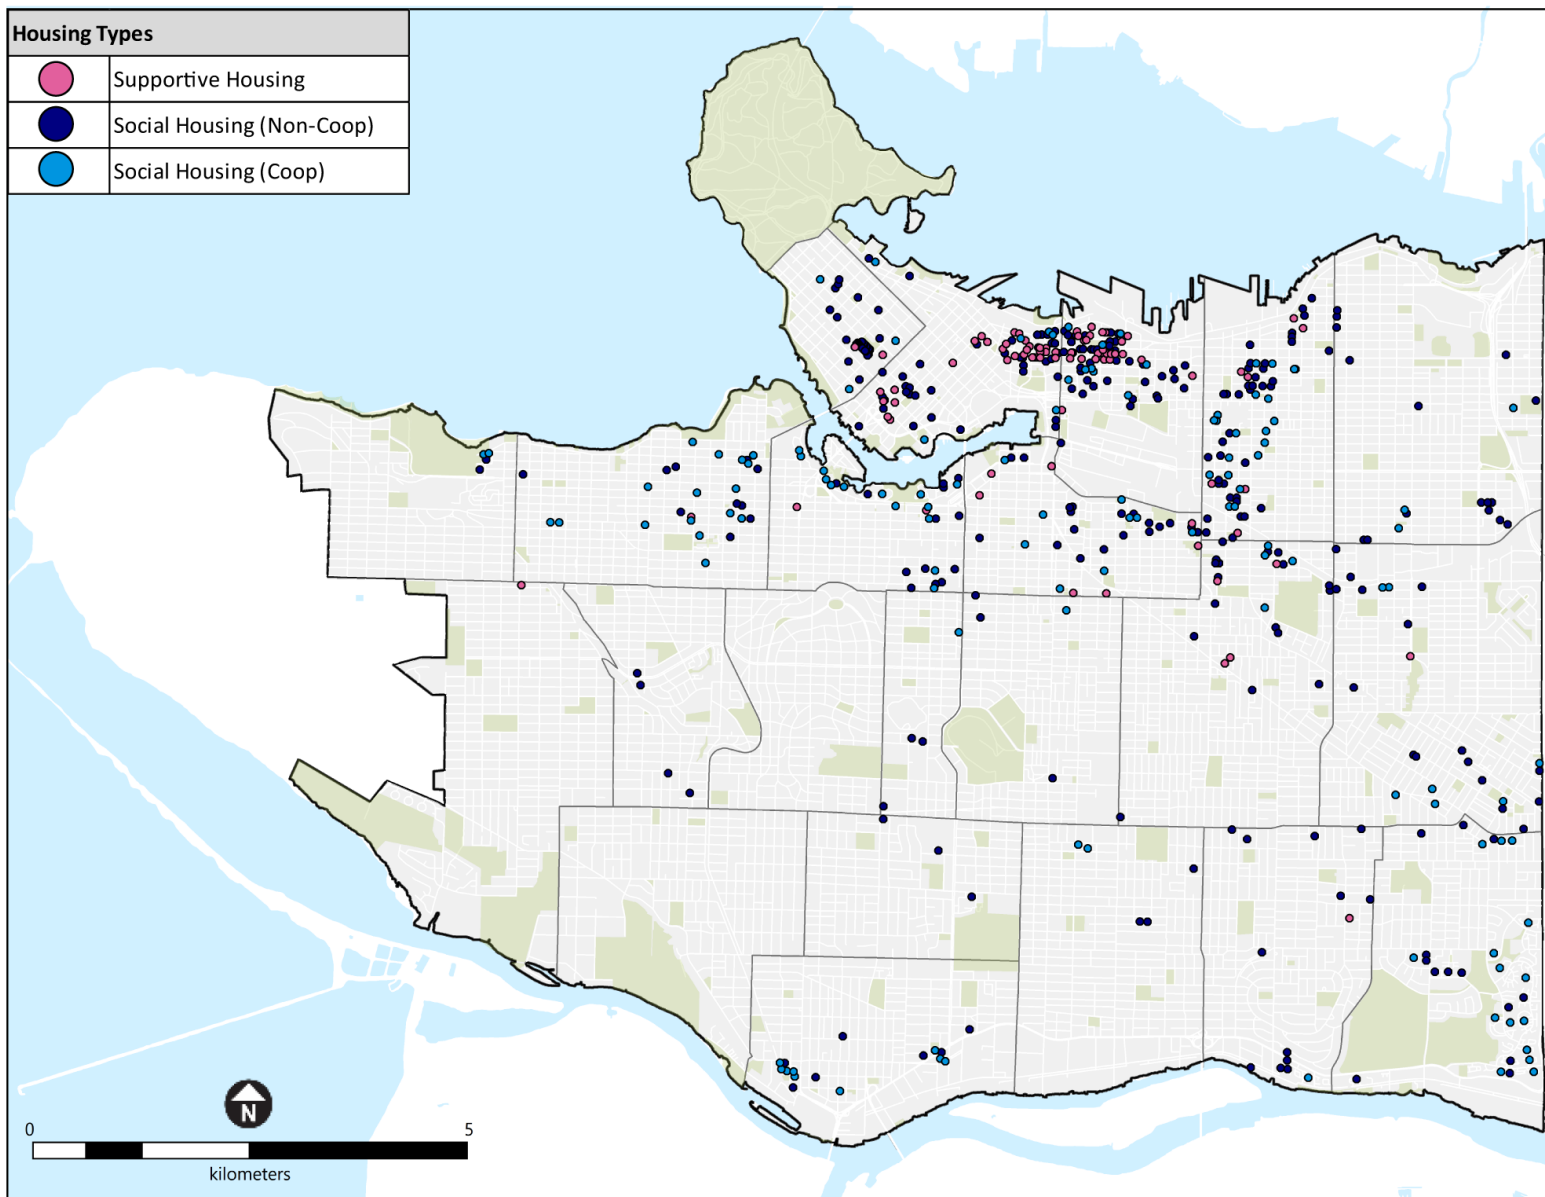 Housing Types
Supportive Housing
Social Housing (Non-Coop)
Social Housing (Coop)
N
0 5
kilometers